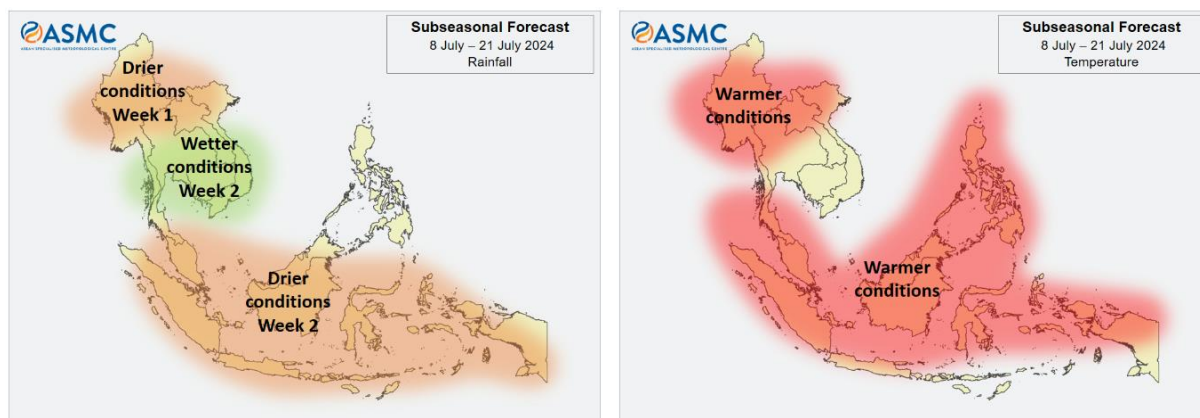 ASMC
ASEAN SPECIALISED METEOROLOGICAL CENTRE
Subseasonal Forecast
8 July – 21 July 2024
Rainfall
Drier
conditions
Week 1
Wetter
conditions
Week 2
Drier
conditions
Week 2
ASMC
ASEAN SPECIALISED METEOROLOGICAL CENTRE
Subseasonal Forecast
8 July – 21 July 2024
Temperature
Warmer
conditions
Warmer
conditions